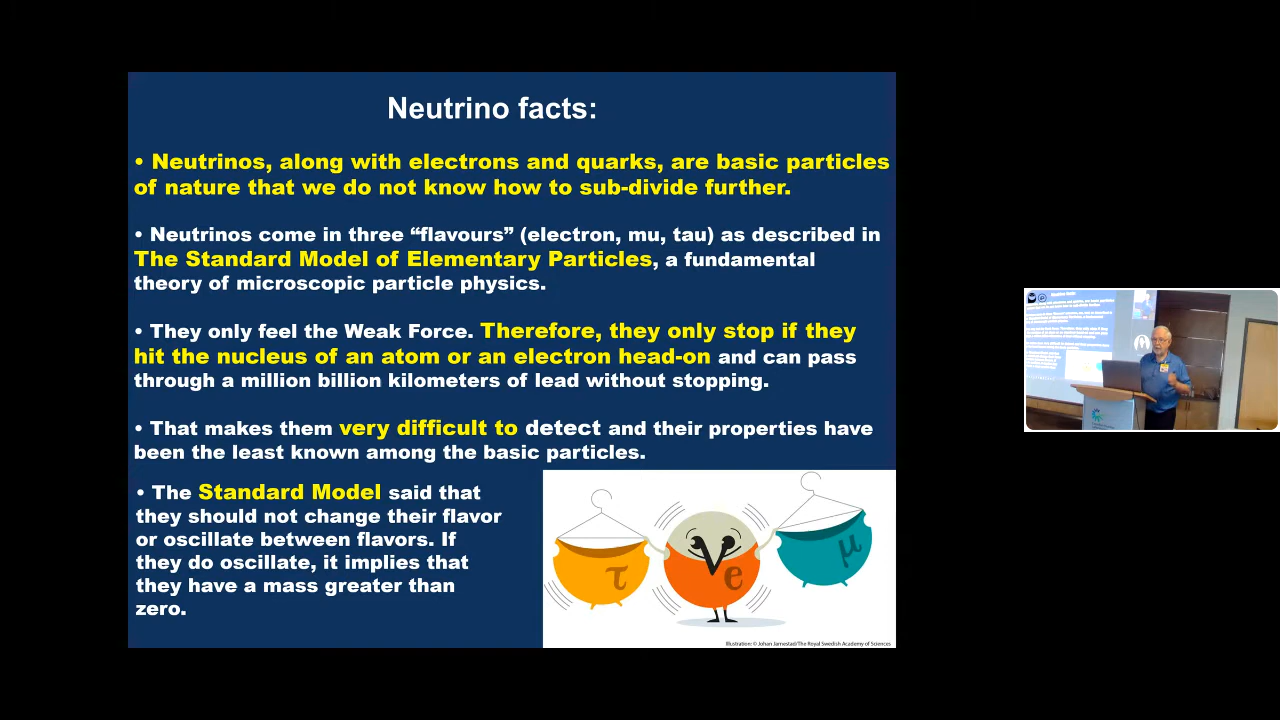 Neutrino facts:
• Neutrinos, along with electrons and quarks, are basic particles
of nature that we do not know how to sub-divide further.
• Neutrinos come in three “flavours” (electron, mu, tau) as described in
The Standard Model of Elementary Particles, a fundamental
theory of microscopic particle physics.
• They only feel the Weak Force. Therefore, they only stop if they
hit the nucleus of an atom or an electron head-on and can pass
through a million billion kilometers of lead without stopping.
• That makes them very difficult to detect and their properties have
been the least known among the basic particles.
• The Standard Model said that
they should not change their flavor
or oscillate between flavors. If
they do oscillate, it implies that
they have a mass greater than
zero.
τ
e
μ
Illustration: © Johan Jarnestad/The Royal Swedish Academy of Sciences